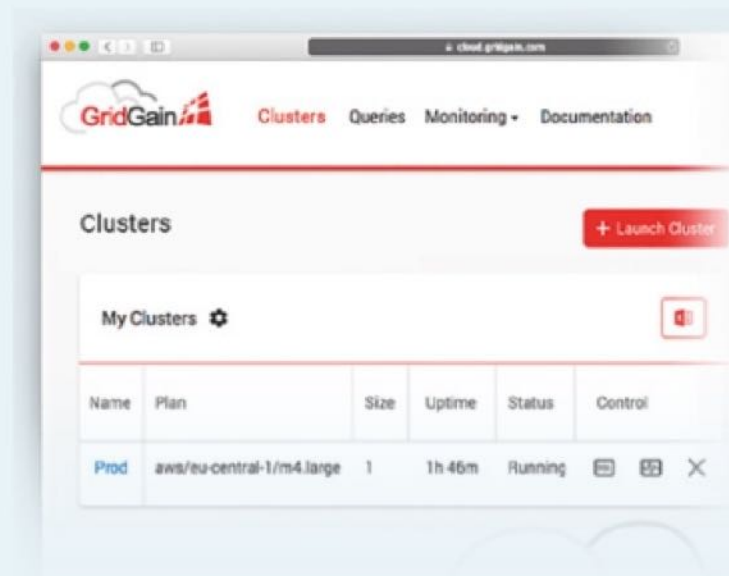 cloud.gridgain.com
GridGain
Clusters Queries Monitoring Documentation
Clusters
+ Launch Cluster
My Clusters
Name Plan Size Uptime Status Control
Prod aws/eu-central-1/m4.large 1 1h 46m Running